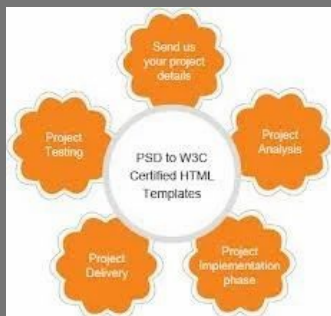 Send us
your project
details
Project
Analysis
Project
Implementation
phase
Project
Delivery
Project
Testing
PSD to W3C
Certified HTML
Templates